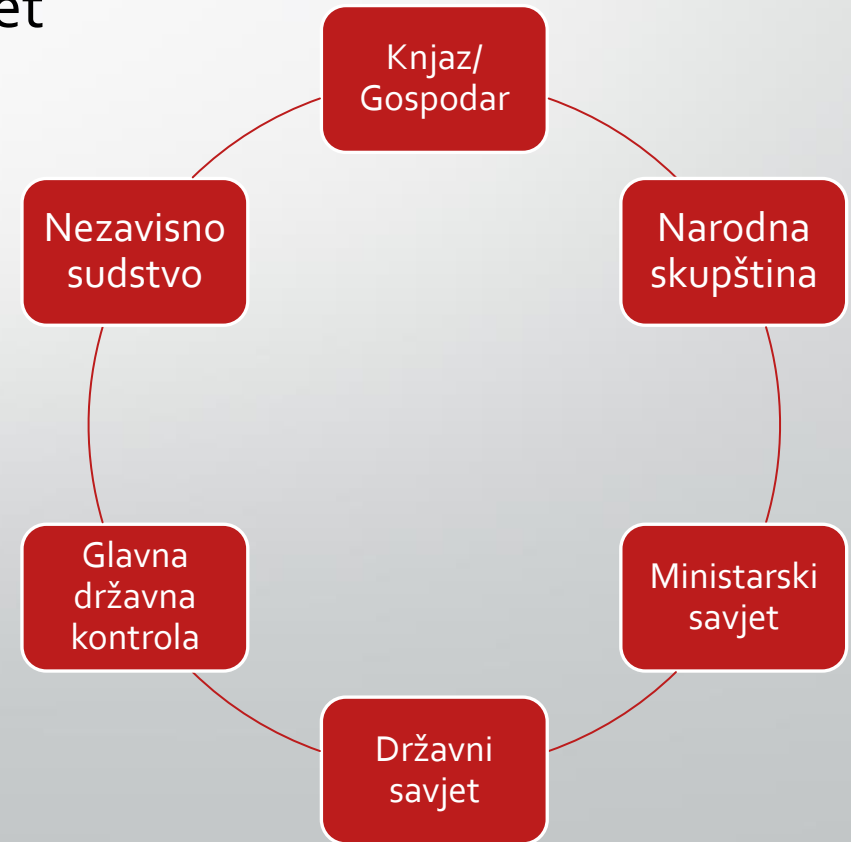 Knjaz/
Gospodar
Narodna
skupština
Ministarski
savjet
Državni
savjet
Glavna
državna
kontrola
Nezavisno
sudstvo